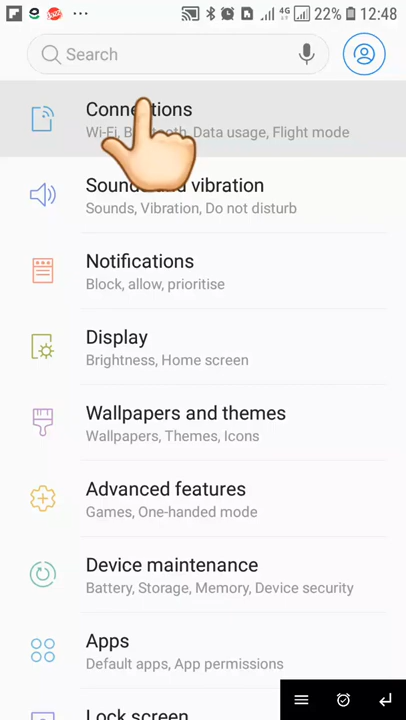 22% 12:48
Search
Connections
Wi-Fi, Bluetooth, Data usage, Flight mode
Sounds and vibration
Sounds, Vibration, Do not disturb
Notifications
Block, allow, prioritise
Display
Brightness, Home screen
Wallpapers and themes
Wallpapers, Themes, Icons
Advanced features
Games, One-handed mode
Device maintenance
Battery, Storage, Memory, Device security
Apps
Default apps, App permissions
Lock screen